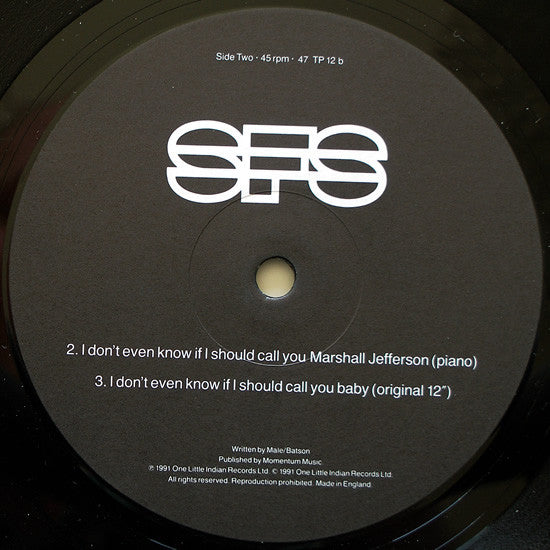 Side Two · 45 rpm · 47 TP 12 b
SFS
2. I don't even know if I should call you Marshall Jefferson (piano)
3. I don't even know if I should call you baby (original 12")
Written by Male/Batson
Published by Momentum Music
℗ 1991 One Little Indian Records Ltd. © 1991 One Little Indian Records Ltd.
All rights reserved. Reproduction prohibited. Made in England.